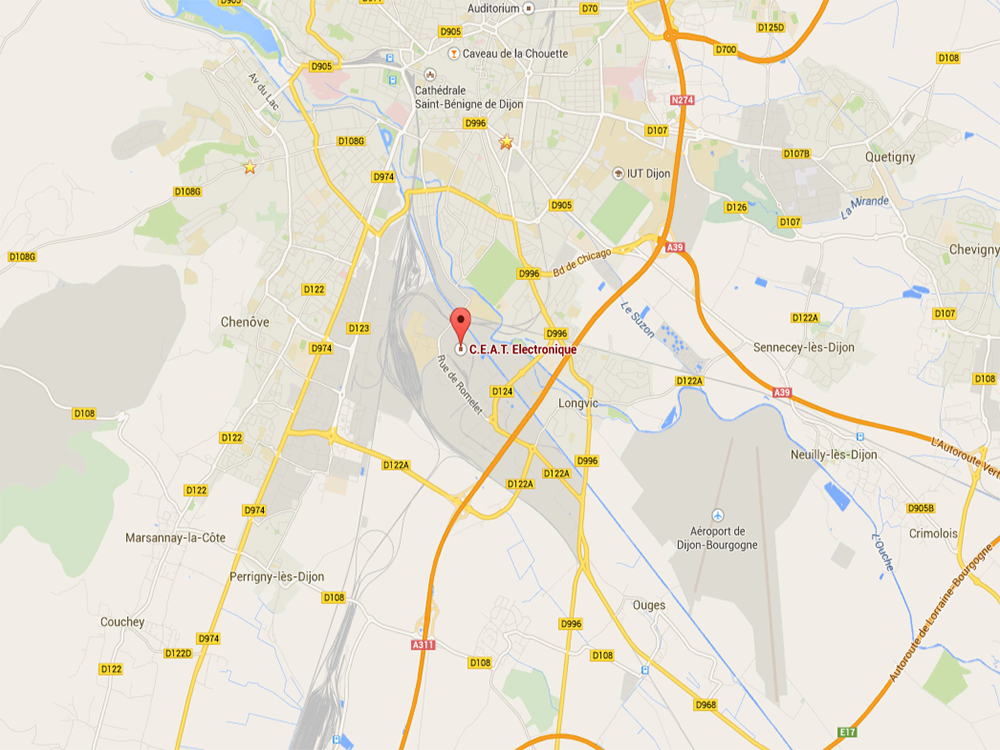 D905
Auditorium
D70
D905
D125D
D700
D108
Caveau de la Chouette
D905
Cathédrale
Saint-Bénigne de Dijon
Av du Lac
N274
D996
D107
D108G
D107B
Quetigny
D974
IUT Dijon
D108G
D905
D126
La Mirande
D107
A39
Chevigny
D108G
D996
Bd de Chicago
D122
Le Suzon
D107
D122A
Chenôve
D123
D996
D974
C.E.A.T. Electronique
Sennecey-lès-Dijon
Rue de Romelet
D122A
D108
D124
A39
Longvic
D108
D122
D996
L'Autoroute Verte
Neuilly-lès-Dijon
D122A
D122A
D122A
D122
D974
D905B
Aéroport de
Dijon-Bourgogne
Crimolois
Marsannay-la-Côte
L'Ouche
Perrigny-lès-Dijon
D108
Ouges
Autoroute de Lorraine-Bourgogne
Couchey
D996
D974
A311
D122D
D108
D108
D122
D968
E17